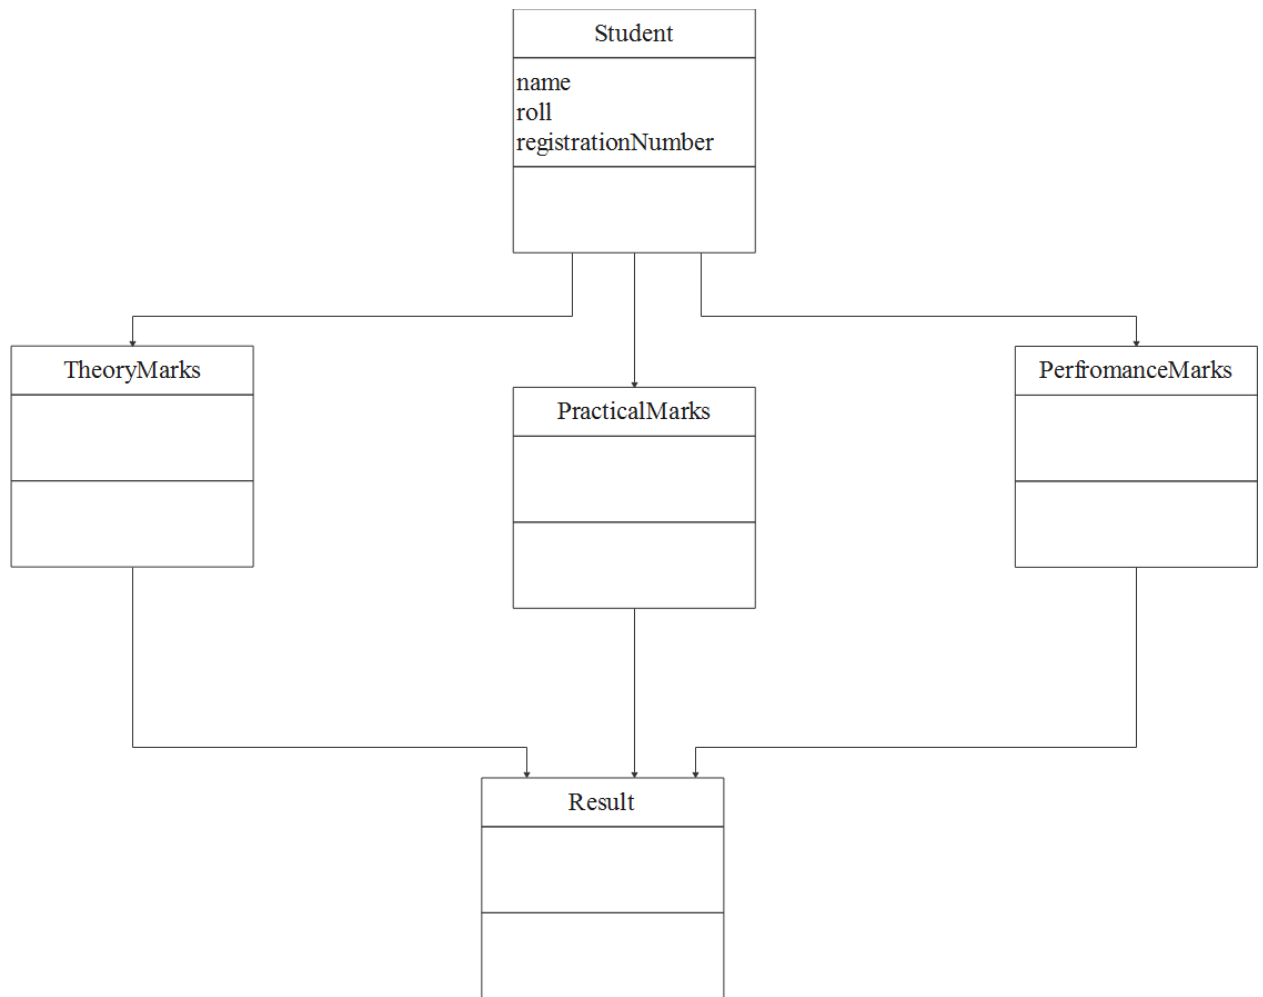 Student
name
roll
registrationNumber
TheoryMarks
PracticalMarks
PerfromanceMarks
Result